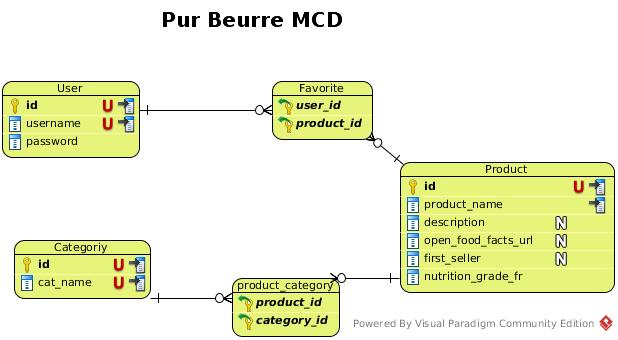 Pur Beurre MCD
User
id U
username U
password
Favorite
user_id
product_id
Product
id U
product_name
description N
open_food_facts_url N
first_seller N
nutrition_grade_fr
Categoriy
id U
cat_name U
product_category
product_id
category_id
Powered By Visual Paradigm Community Edition